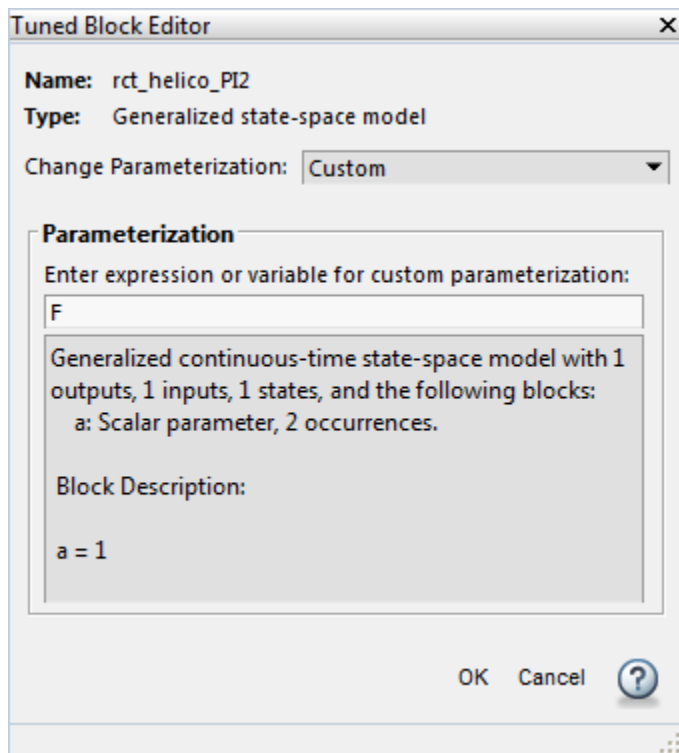 Tuned Block Editor
Name: rct_helico_PI2
Type: Generalized state-space model
Change Parameterization: Custom
Parameterization
Enter expression or variable for custom parameterization:
F
Generalized continuous-time state-space model with 1
outputs, 1 inputs, 1 states, and the following blocks:
a: Scalar parameter, 2 occurrences.
Block Description:
a = 1
OK Cancel ?